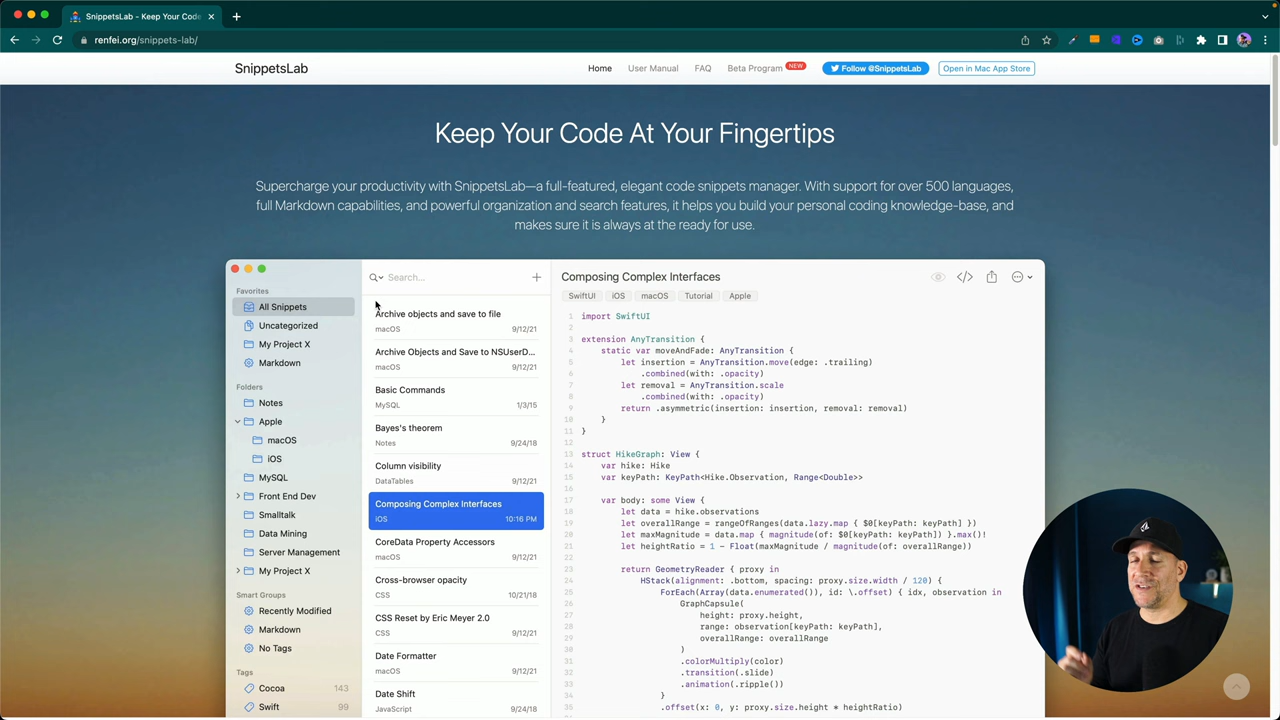 SnippetsLab - Keep Your Code
renfei.org/snippets-lab/
SnippetsLab
Home
User Manual
FAQ
Beta Program
NEW
Follow @SnippetsLab
Open in Mac App Store
Keep Your Code At Your Fingertips
Supercharge your productivity with SnippetsLab—a full-featured, elegant code snippets manager. With support for over 500 languages,
full Markdown capabilities, and powerful organization and search features, it helps you build your personal coding knowledge-base, and
makes sure it is always at the ready for use.
Favorites
All Snippets
Uncategorized
My Project X
Markdown
Folders
Notes
Apple
macOS
iOS
MySQL
Front End Dev
Smalltalk
Data Mining
Server Management
My Project X
Smart Groups
Recently Modified
Markdown
No Tags
Tags
Cocoa 143
Swift 99
Search...
Archive objects and save to file
macOS 9/12/21
Archive Objects and Save to NSUserD...
macOS 9/12/21
Basic Commands
MySQL 1/3/15
Bayes's theorem
Notes 9/24/18
Column visibility
DataTables 9/12/21
Composing Complex Interfaces
iOS 10:16 PM
CoreData Property Accessors
macOS 9/12/21
Cross-browser opacity
CSS 10/21/18
CSS Reset by Eric Meyer 2.0
CSS 9/12/21
Date Formatter
macOS 9/12/21
Date Shift
JavaScript 9/24/18
Composing Complex Interfaces
SwiftUI iOS macOS Tutorial Apple
1 import SwiftUI
2
3 extension AnyTransition {
4 static var moveAndFade: AnyTransition {
5 let insertion = AnyTransition.move(edge: .trailing)
6 .combined(with: .opacity)
7 let removal = AnyTransition.scale
8 .combined(with: .opacity)
9 return .asymmetric(insertion: insertion, removal: removal)
10 }
11 }
12
13 struct HikeGraph: View {
14 var hike: Hike
15 var keyPath: KeyPath<Hike.Observation, Range<Double>>
16
17 var body: some View {
18 let data = hike.observations
19 let overallRange = rangeOfRanges(data.lazy.map { $0[keyPath: keyPath] })
20 let maxMagnitude = data.map { magnitude(of: $0[keyPath: keyPath]) }.max()!
21 let heightRatio = 1 - Float(maxMagnitude / magnitude(of: overallRange))
22
23 return GeometryReader { proxy in
24 HStack(alignment: .bottom, spacing: proxy.size.width / 120) {
25 ForEach(Array(data.enumerated()), id: \.offset) { idx, observation in
26 GraphCapsule(
27 height: proxy.height,
28 range: observation[keyPath: keyPath],
29 overallRange: overallRange
30 )
31 .colorMultiply(color)
32 .transition(.slide)
33 .animation(.ripple())
34 }
35 .offset(x: 0, y: proxy.size.height * heightRatio)